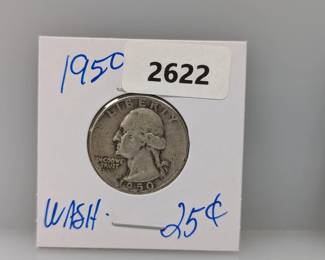 1950
2622
LIBERTY
IN GOD WE
TRUST
1950
WASH.
25¢